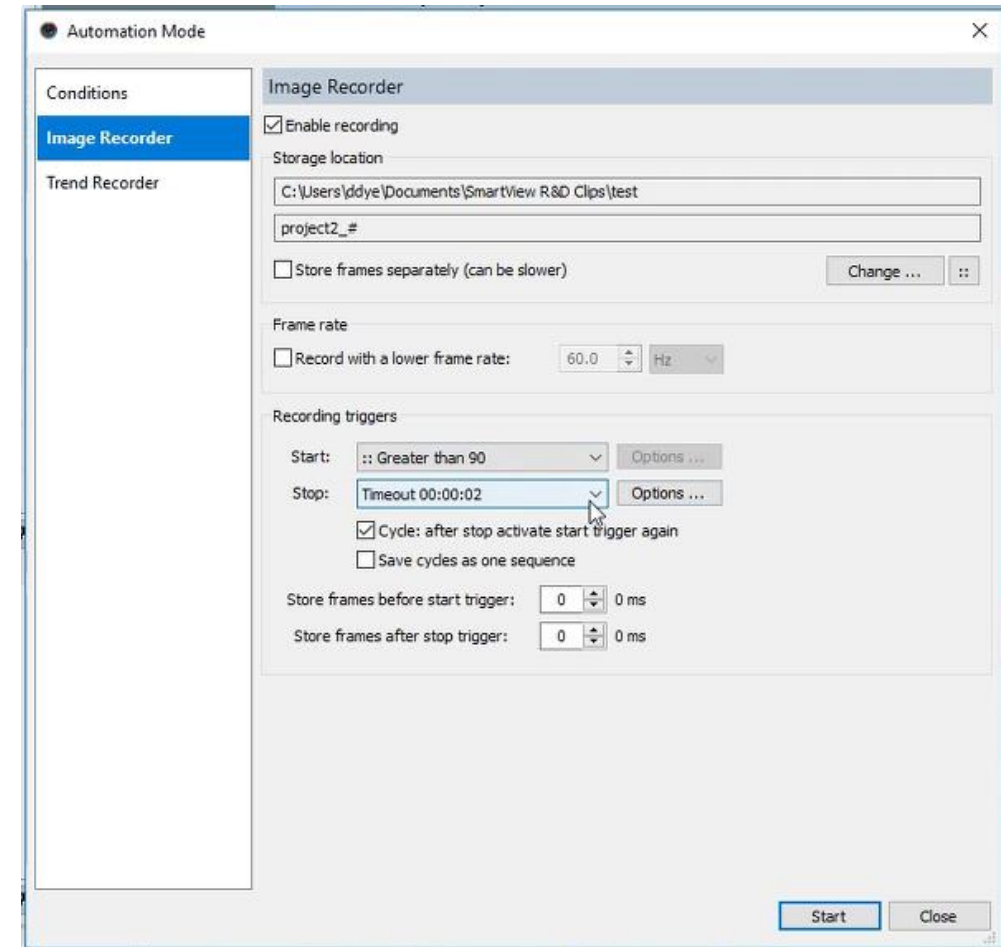 Automation Mode
Conditions
Image Recorder
Trend Recorder
Image Recorder
Enable recording
Storage location
C:\Users\ddye\Documents\SmartView R&D Clips\test
project2_#
Store frames separately (can be slower)
Change ... ::
Frame rate
Record with a lower frame rate: 60.0 Hz
Recording triggers
Start: :: Greater than 90 Options ...
Stop: Timeout 00:00:02 Options ...
Cycle: after stop activate start trigger again
Save cycles as one sequence
Store frames before start trigger: 0 0 ms
Store frames after stop trigger: 0 0 ms
Start Close